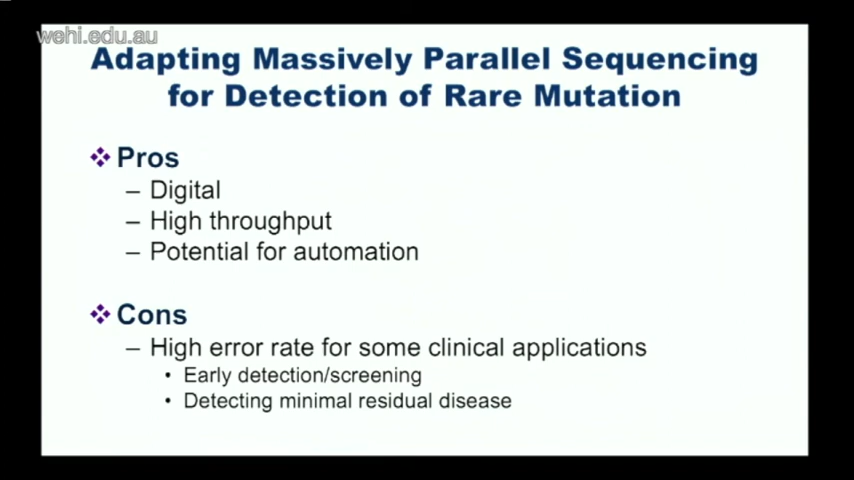 wehi.edu.au
Adapting Massively Parallel Sequencing
for Detection of Rare Mutation
❖ Pros
– Digital
– High throughput
– Potential for automation
❖ Cons
– High error rate for some clinical applications
• Early detection/screening
• Detecting minimal residual disease